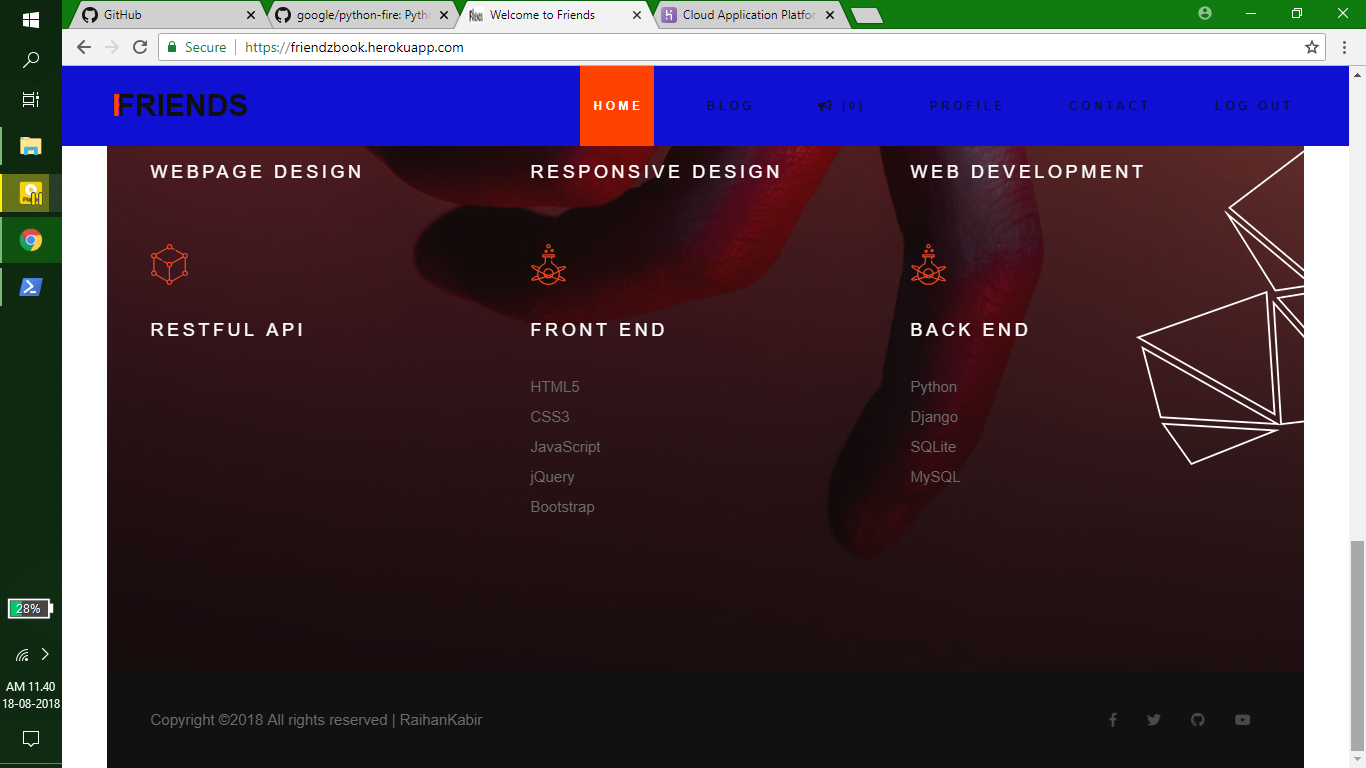 GitHub
google/python-fire: Pyth
Welcome to Friends
Cloud Application Platfor
Secure
https://friendzbook.herokuapp.com
FRIENDS
HOME
BLOG
[0]
PROFILE
CONTACT
LOG OUT
WEBPAGE DESIGN
RESPONSIVE DESIGN
WEB DEVELOPMENT
RESTFUL API
FRONT END
HTML5
CSS3
JavaScript
jQuery
Bootstrap
BACK END
Python
Django
SQLite
MySQL
28%
AM 11.40
18-08-2018
Copyright ©2018 All rights reserved | RaihanKabir